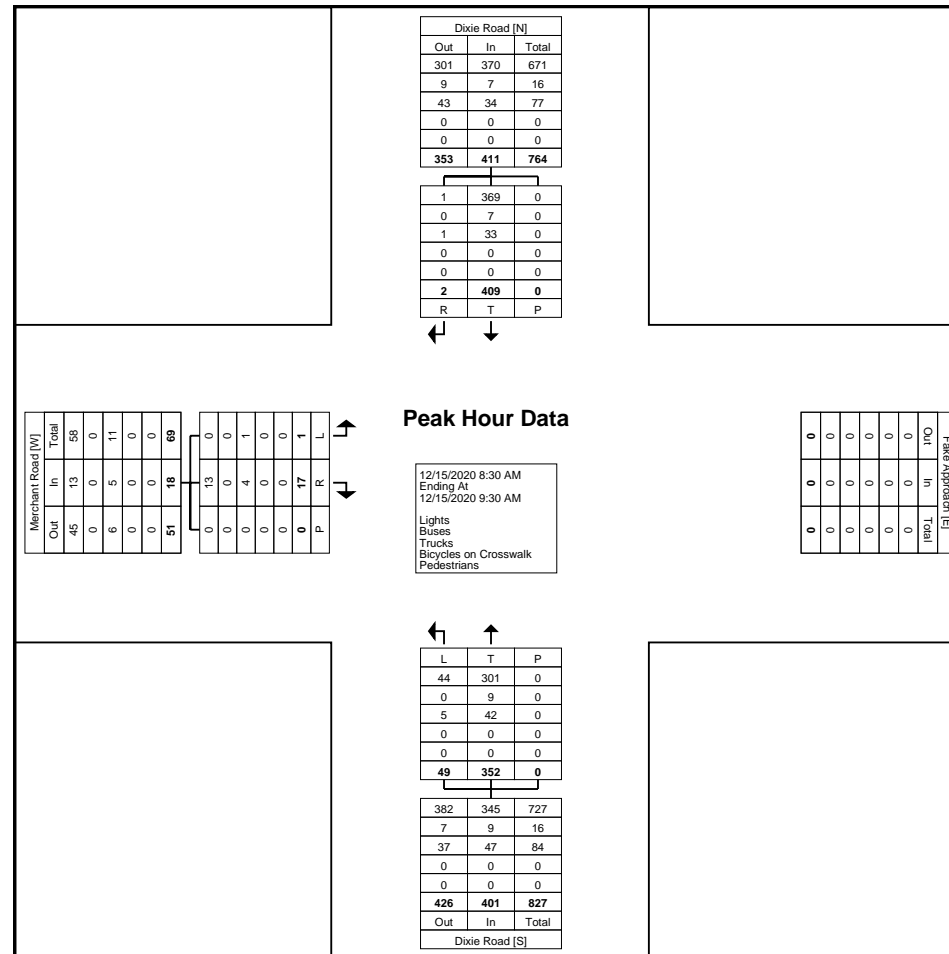 Dixie Road [N]
Out In Total
301 370 671
9 7 16
43 34 77
0 0 0
0 0 0
353 411 764
1 369 0
0 7 0
1 33 0
0 0 0
0 0 0
2 409 0
R T P
Merchant Road [W]
Total 58 0 11 0 0 69
In 13 0 5 0 0 18
Out 45 0 6 0 0 51
0 0 1 0 0 1 L
13 0 4 0 0 17 R
0 0 0 0 0 0 P
Peak Hour Data
12/15/2020 8:30 AM
Ending At
12/15/2020 9:30 AM
Lights
Buses
Trucks
Bicycles on Crosswalk
Pedestrians
Fake Approach [E]
Out 0 0 0 0 0 0
In 0 0 0 0 0 0
Total 0 0 0 0 0 0
L T P
44 301 0
0 9 0
5 42 0
0 0 0
0 0 0
49 352 0
382 345 727
7 9 16
37 47 84
0 0 0
0 0 0
426 401 827
Out In Total
Dixie Road [S]